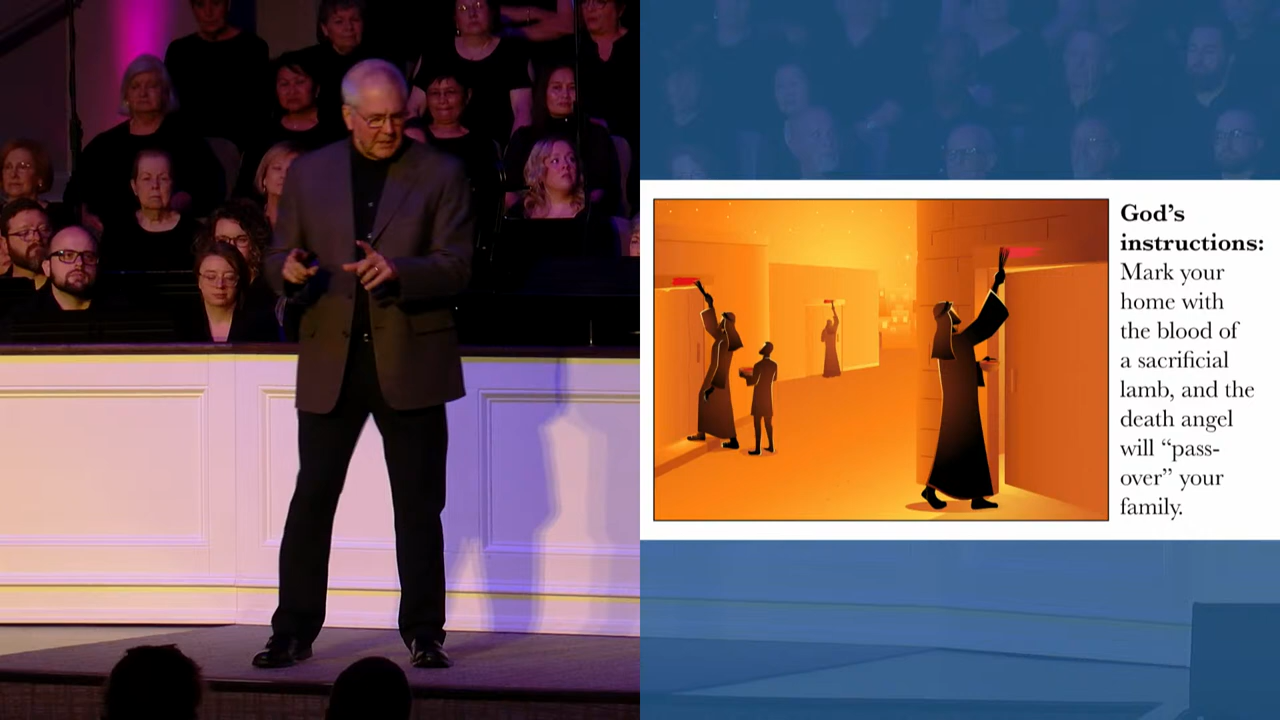 God’s
instructions:
Mark your
home with
the blood of
a sacrificial
lamb, and the
death angel
will “pass-
over” your
family.